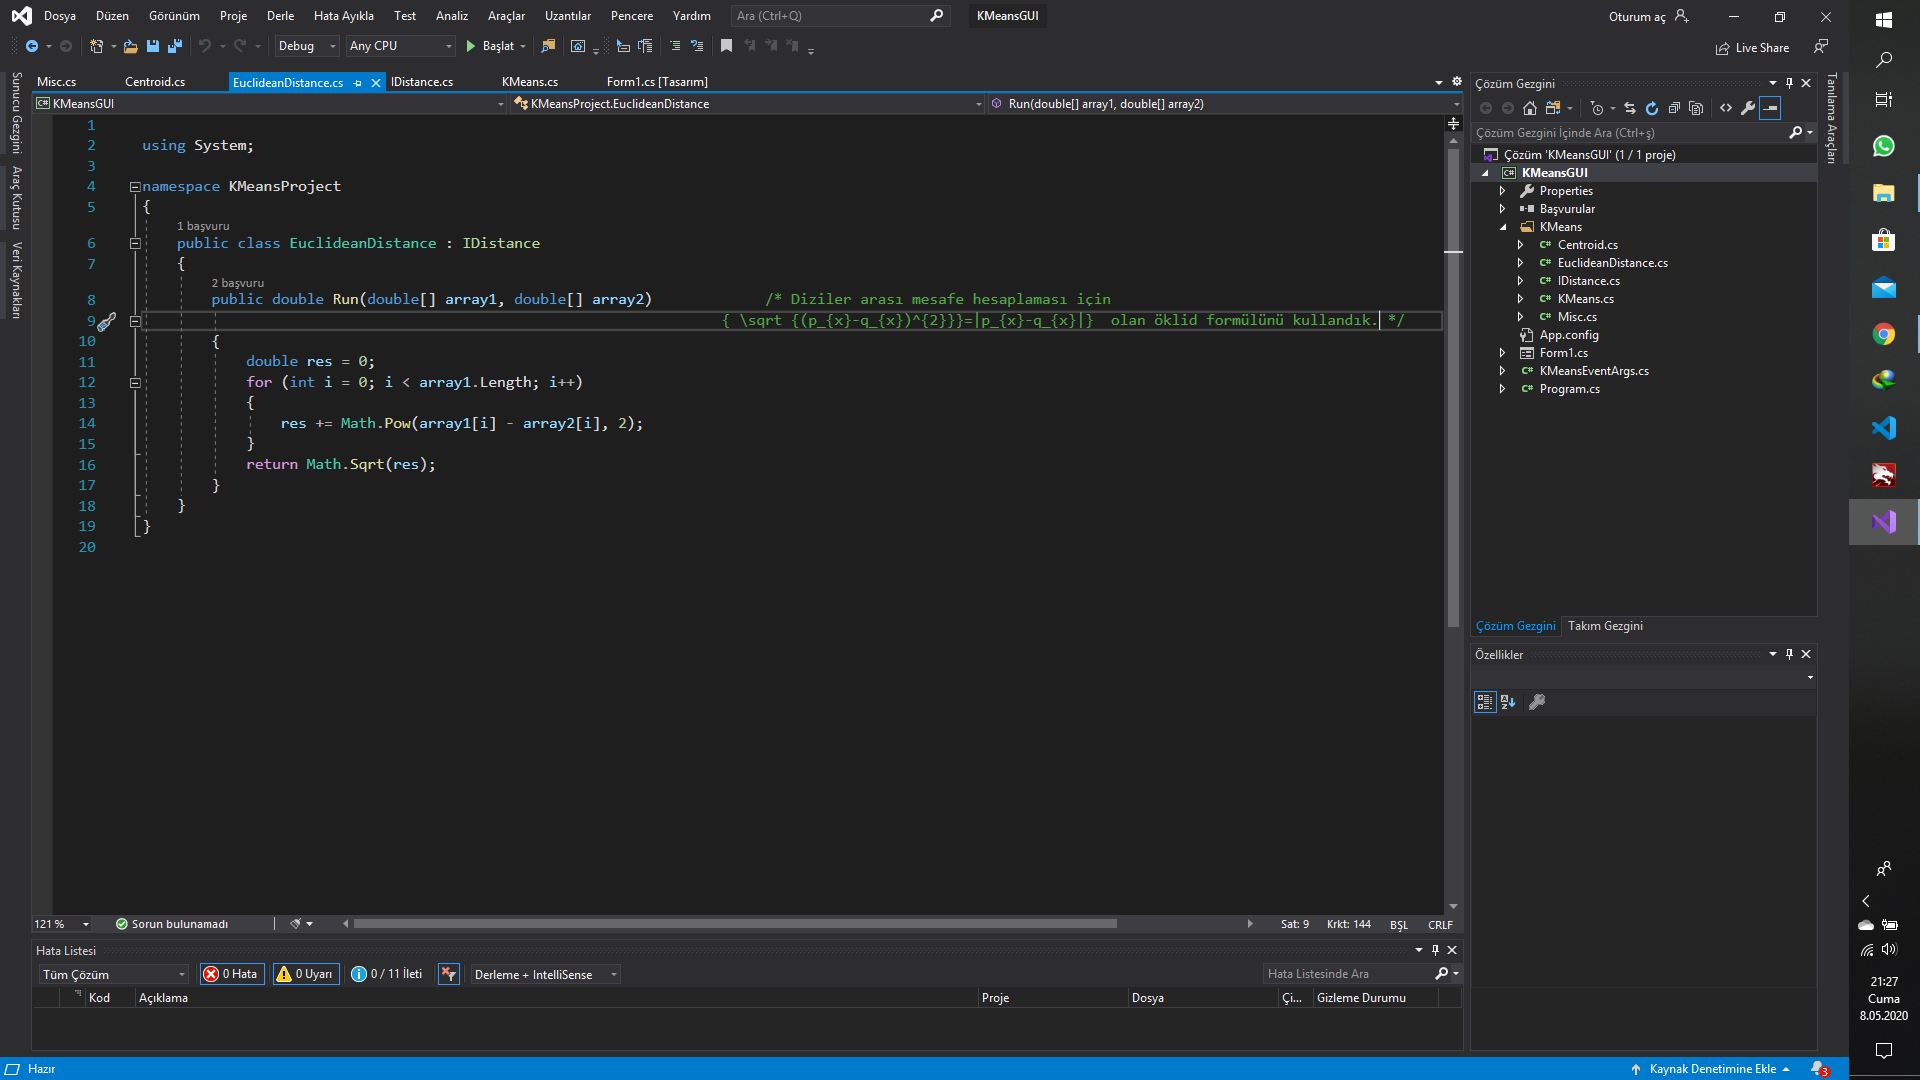 Dosya Düzen Görünüm Proje Derle Hata Ayıkla Test Analiz Araçlar Uzantılar Pencere Yardım Ara (Ctrl+Q) KMeansGUI Oturum aç
Debug Any CPU Başlat Live Share
Misc.cs Centroid.cs EuclideanDistance.cs IDistance.cs KMeans.cs Form1.cs [Tasarım]
KMeansGUI KMeansProject.EuclideanDistance Run(double[] array1, double[] array2)
Sunucu Gezgini
Araç Kutusu
Veri Kaynakları
1
2 using System;
3
4 namespace KMeansProject
5 {
1 başvuru
6 public class EuclideanDistance : IDistance
7 {
2 başvuru
8 public double Run(double[] array1, double[] array2) /* Diziler arası mesafe hesaplaması için
9 { \sqrt {(p_{x}-q_{x})^{2}}}=|p_{x}-q_{x}|} olan öklid formülünü kullandık. */
10 {
11 double res = 0;
12 for (int i = 0; i < array1.Length; i++)
13 {
14 res += Math.Pow(array1[i] - array2[i], 2);
15 }
16 return Math.Sqrt(res);
17 }
18 }
19 }
20
121 % Sorun bulunamadı Sat: 9 Krkt: 144 BŞL CRLF
Hata Listesi
Tüm Çözüm 0 Hata 0 Uyarı 0 / 11 İleti Derleme + IntelliSense Hata Listesinde Ara
Kod Açıklama Proje Dosya Çi... Gizleme Durumu
Çözüm Gezgini
Çözüm Gezgini İçinde Ara (Ctrl+ş)
Çözüm 'KMeansGUI' (1 / 1 proje)
C# KMeansGUI
Properties
Başvurular
KMeans
C# Centroid.cs
C# EuclideanDistance.cs
C# IDistance.cs
C# KMeans.cs
C# Misc.cs
App.config
Form1.cs
C# KMeansEventArgs.cs
C# Program.cs
Çözüm Gezgini Takım Gezgini
Özellikler
Tanılama Araçları
21:27
Cuma
8.05.2020
Hazır Kaynak Denetimine Ekle 3